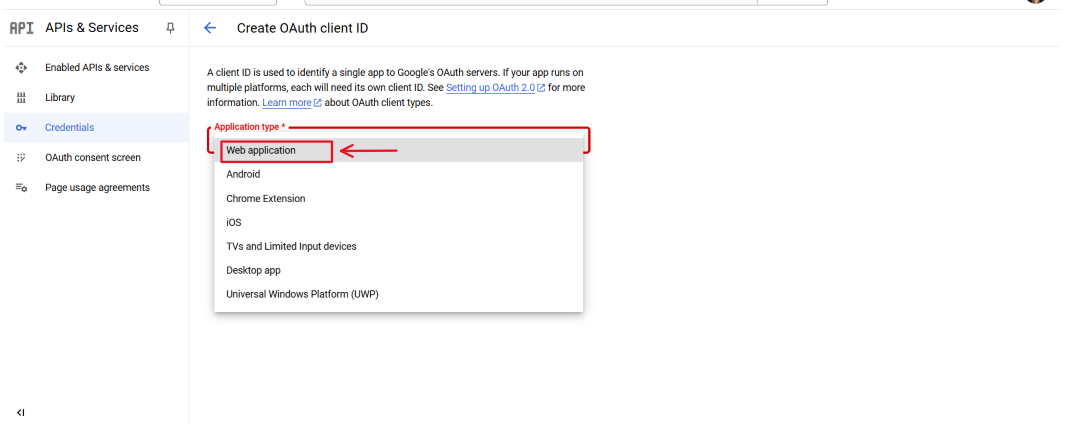 API APIs & Services
Enabled APIs & services
Library
Credentials
OAuth consent screen
Page usage agreements
Create OAuth client ID
A client ID is used to identify a single app to Google's OAuth servers. If your app runs on
multiple platforms, each will need its own client ID. See Setting up OAuth 2.0 for more
information. Learn more about OAuth client types.
Application type *
Web application
Android
Chrome Extension
iOS
TVs and Limited Input devices
Desktop app
Universal Windows Platform (UWP)